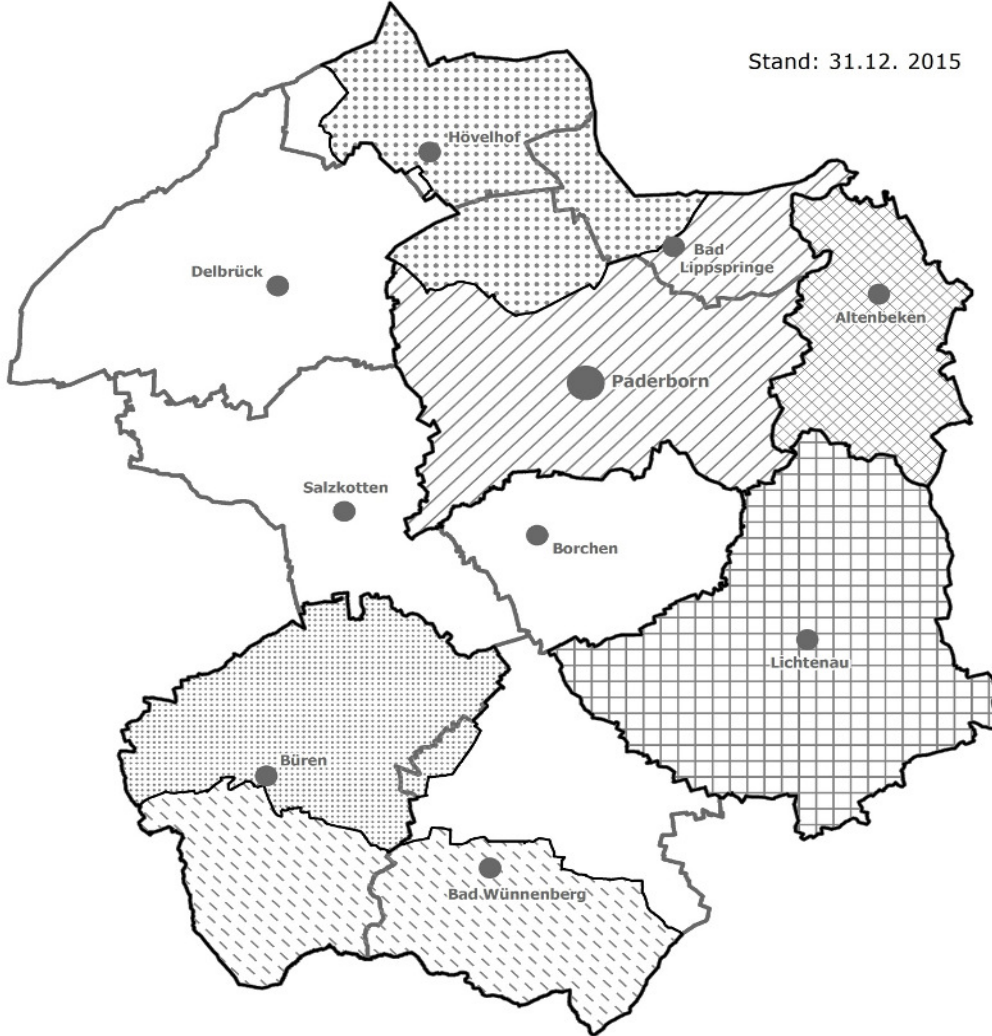 Stand: 31.12. 2015
Hövelhof
Bad
Lippspringe
Delbrück
Altenbeken
Paderborn
Salzkotten
Borchen
Lichtenau
Büren
Bad Wünnenberg